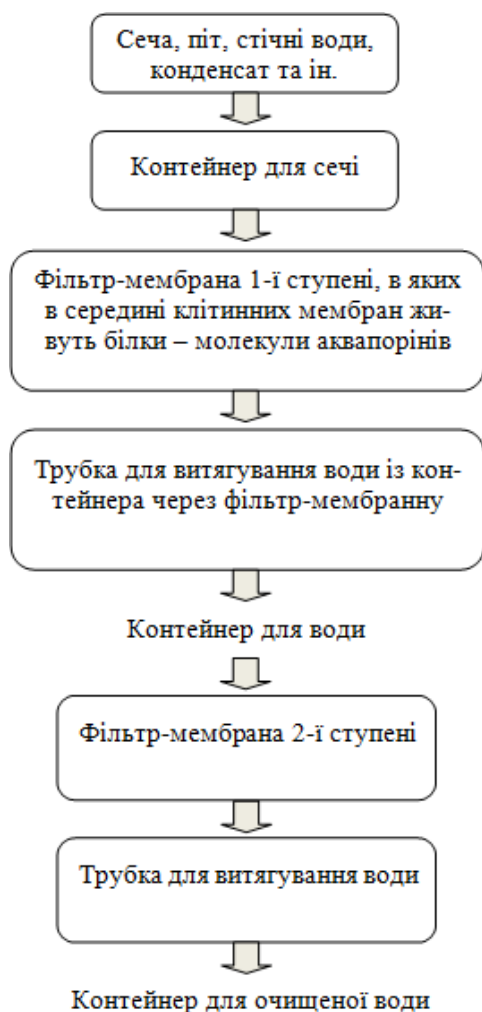 Сеча, піт, стічні води,
конденсат та ін.
Контейнер для сечі
Фільтр-мембрана 1-ї ступені, в яких
в середині клітинних мембран жи-
вуть білки – молекули аквапорінів
Трубка для витягування води із кон-
тейнера через фільтр-мембранну
Контейнер для води
Фільтр-мембрана 2-ї ступені
Трубка для витягування води
Контейнер для очищеної води